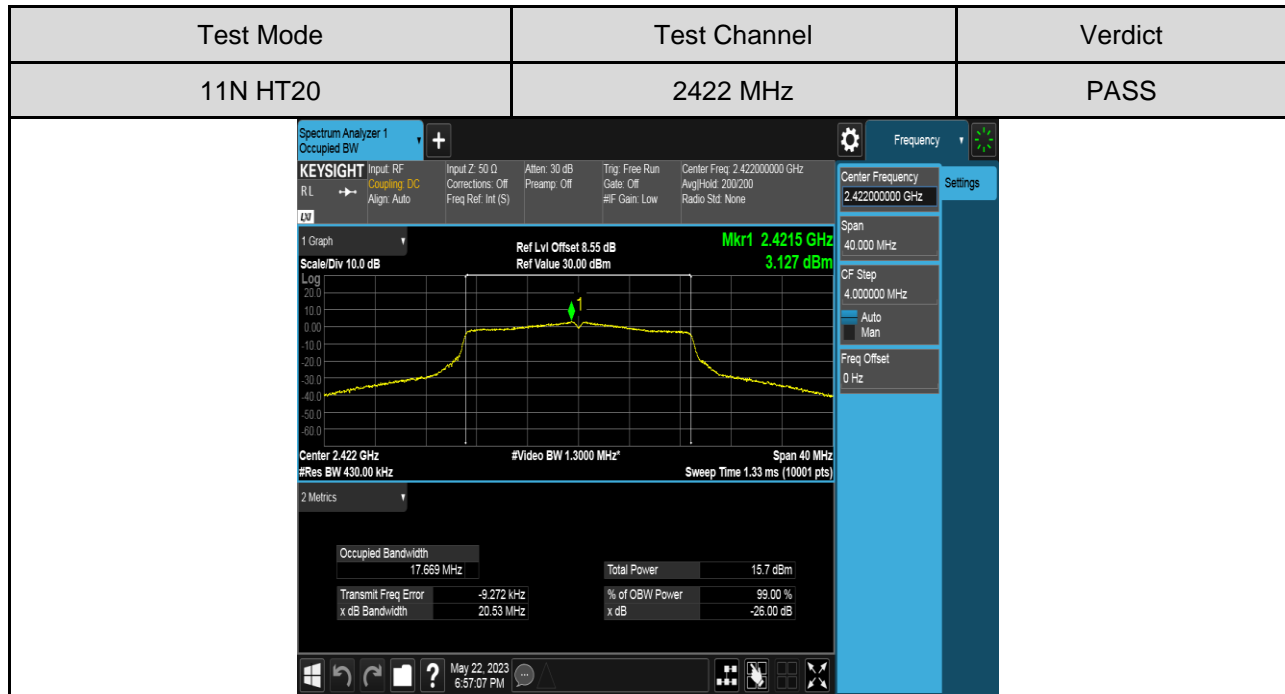 Test Mode Test Channel Verdict
11N HT20 2422 MHz PASS
Spectrum Analyzer 1
Occupied BW
+
Frequency
KEYSIGHT Input: RF Input Z: 50 Ω Atten: 30 dB Trig: Free Run Center Freq: 2.422000000 GHz
RL Coupling: DC Corrections: Off Preamp: Off Gate: Off Avg|Hold: 200/200
Align: Auto Freq Ref: Int (S) #IF Gain: Low Radio Std: None
LXI
Center Frequency
2.422000000 GHz
Settings
Span
40.000 MHz
CF Step
4.000000 MHz
Auto
Man
Freq Offset
0 Hz
1 Graph Ref Lvl Offset 8.55 dB Mkr1 2.4215 GHz
Scale/Div 10.0 dB Ref Value 30.00 dBm 3.127 dBm
Log
20.0
10.0
1
0.00
-10.0
-20.0
-30.0
-40.0
-50.0
-60.0
Center 2.422 GHz #Video BW 1.3000 MHz* Span 40 MHz
#Res BW 430.00 kHz Sweep Time 1.33 ms (10001 pts)
2 Metrics
Occupied Bandwidth
17.669 MHz Total Power 15.7 dBm
Transmit Freq Error -9.272 kHz % of OBW Power 99.00 %
x dB Bandwidth 20.53 MHz x dB -26.00 dB
? May 22, 2023
6:57:07 PM